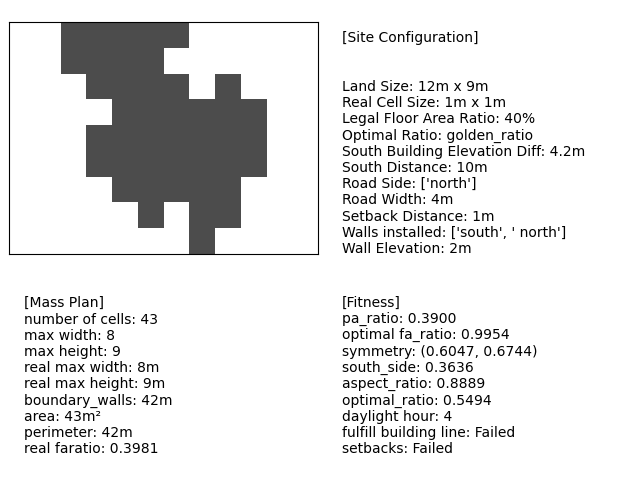 [Site Configuration]
Land Size: 12m x 9m
Real Cell Size: 1m x 1m
Legal Floor Area Ratio: 40%
Optimal Ratio: golden_ratio
South Building Elevation Diff: 4.2m
South Distance: 10m
Road Side: ['north']
Road Width: 4m
Setback Distance: 1m
Walls installed: ['south', ' north']
Wall Elevation: 2m
[Mass Plan]
number of cells: 43
max width: 8
max height: 9
real max width: 8m
real max height: 9m
boundary_walls: 42m
area: 43m²
perimeter: 42m
real faratio: 0.3981
[Fitness]
pa_ratio: 0.3900
optimal fa_ratio: 0.9954
symmetry: (0.6047, 0.6744)
south_side: 0.3636
aspect_ratio: 0.8889
optimal_ratio: 0.5494
daylight hour: 4
fulfill building line: Failed
setbacks: Failed